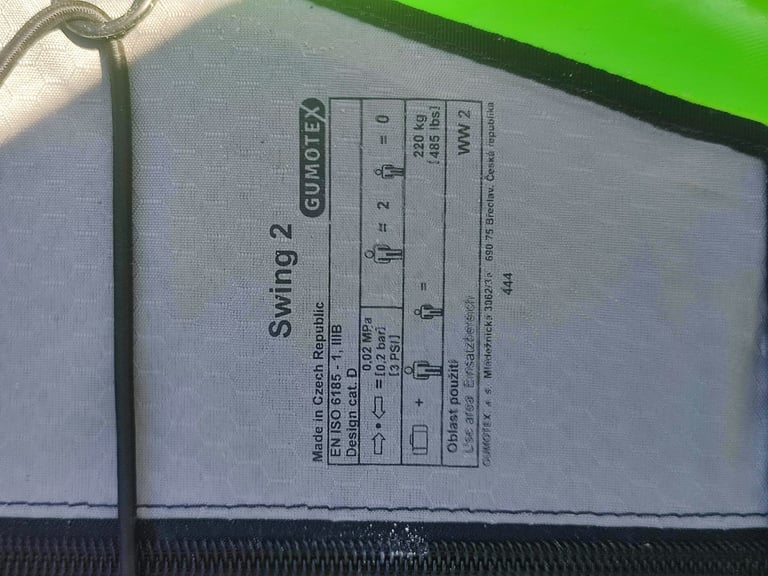 Swing 2
GUMOTEX
Made in Czech Republic
EN ISO 6185 - 1, IIIB
Design cat. D
0,02 MPa
= [0,2 bar]
[3 PSI]
= 2
= 0
+ =
220 kg
[485 lbs]
Oblast použití
Use area Einsatzbereich
WW 2
GUMOTEX a. s. Mládežnická 3062/3a 690 75 Břeclav, Česká republika
444